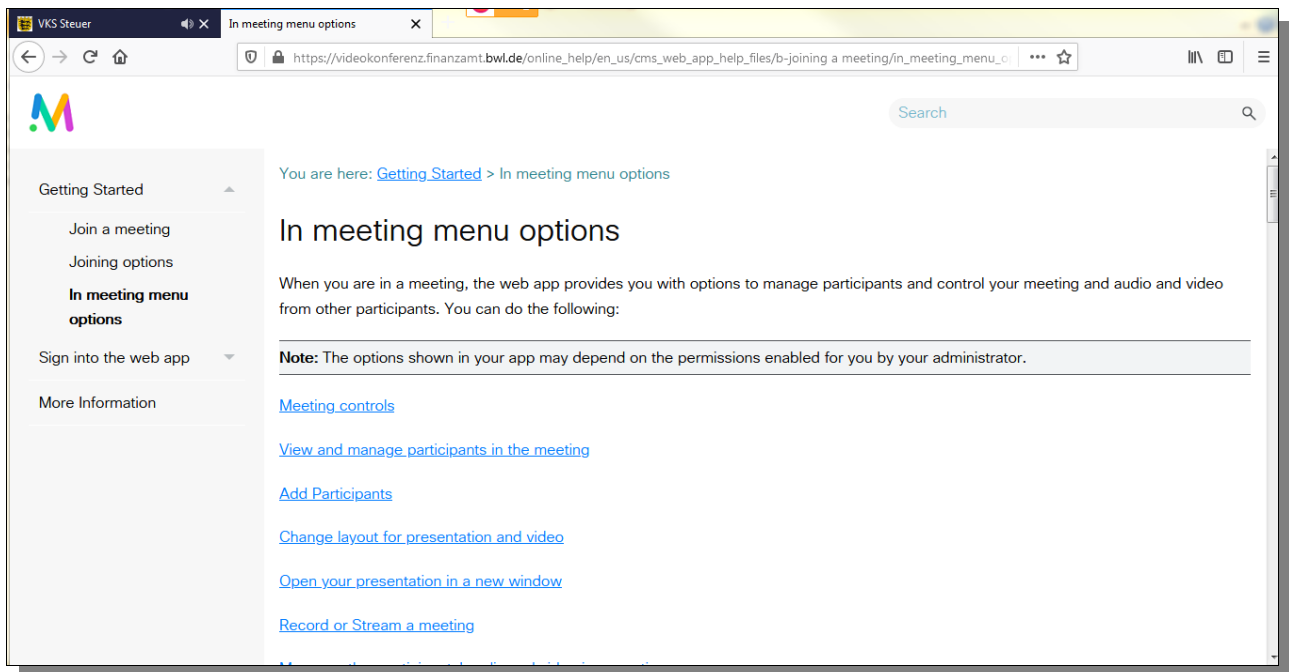 VKS Steuer
In meeting menu options
https://videokonferenz.finanzamt.bwl.de/online_help/en_us/cms_web_app_help_files/b-joining a meeting/in_meeting_menu_o
Search
Getting Started
Join a meeting
Joining options
In meeting menu
options
Sign into the web app
More Information
You are here: Getting Started > In meeting menu options
In meeting menu options
When you are in a meeting, the web app provides you with options to manage participants and control your meeting and audio and video
from other participants. You can do the following:
Note: The options shown in your app may depend on the permissions enabled for you by your administrator.
Meeting controls
View and manage participants in the meeting
Add Participants
Change layout for presentation and video
Open your presentation in a new window
Record or Stream a meeting